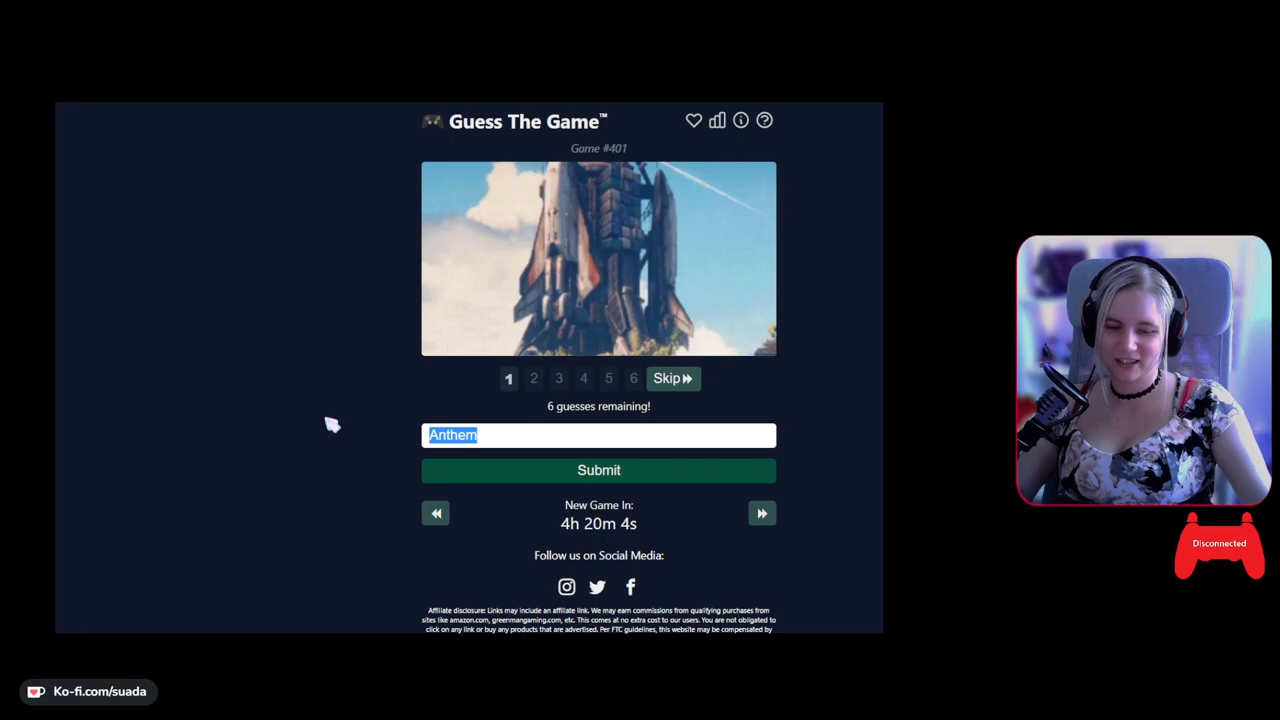 Guess The Game™
Game #401
1 2 3 4 5 6 Skip
6 guesses remaining!
Anthem
Submit
New Game In:
4h 20m 4s
Follow us on Social Media:
Affiliate disclosure: Links may include an affiliate link. We may earn commissions from qualifying purchases from
sites like amazon.com, greenmangaming.com, etc. This comes at no extra cost to our users. You are not obligated to
click on any link or buy any products that are advertised. Per FTC guidelines, this website may be compensated by
Disconnected
Ko-fi.com/suada